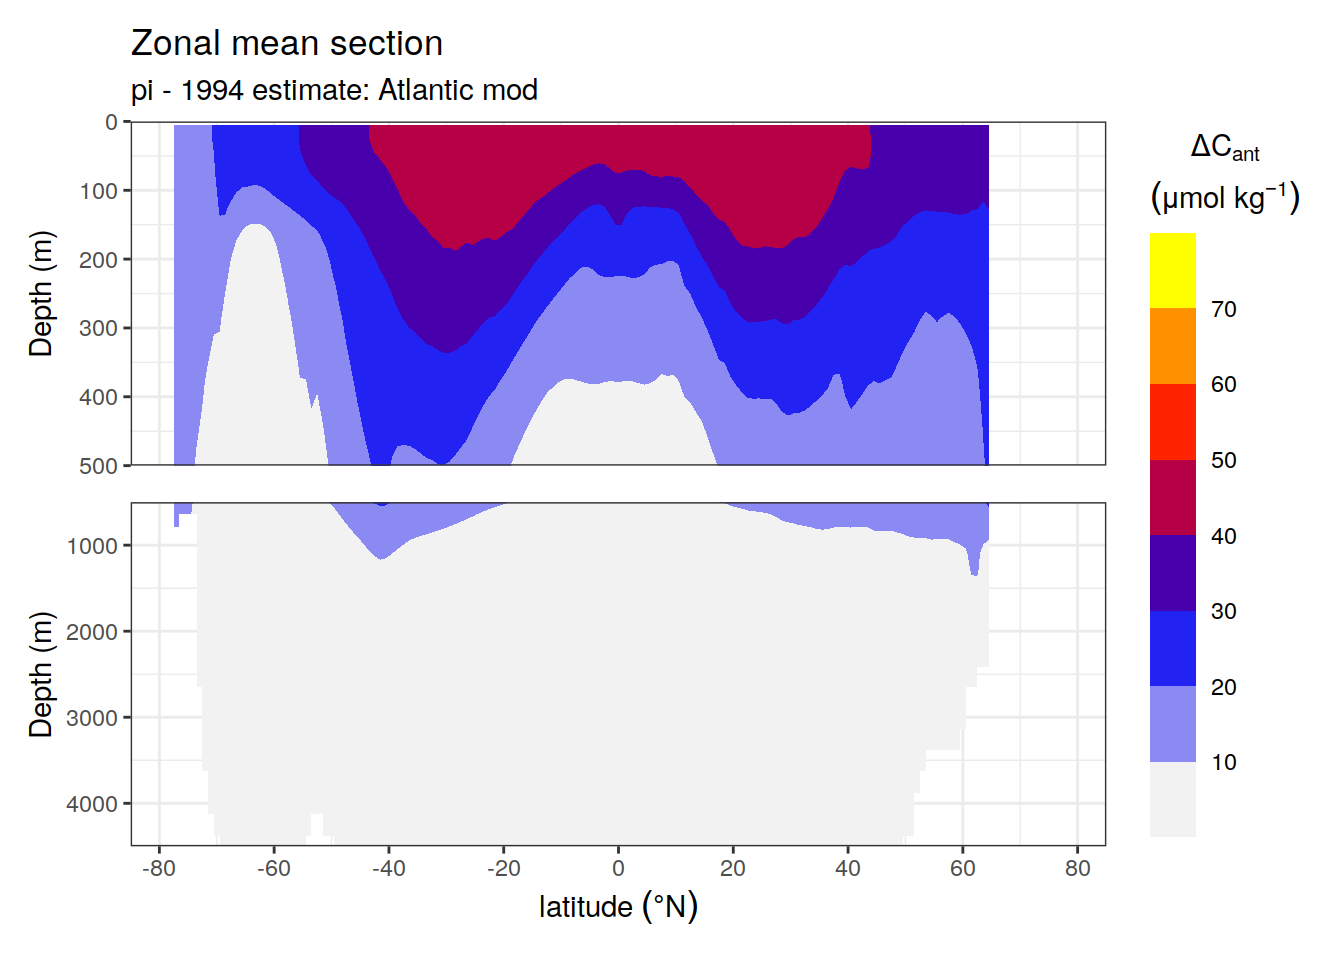 Zonal mean section
pi - 1994 estimate: Atlantic mod
Depth (m)
0
100
200
300
400
500
Depth (m)
1000
2000
3000
4000
-80 -60 -40 -20 0 20 40 60 80
latitude (°N)
ΔCant
(μmol kg⁻¹)
70
60
50
40
30
20
10